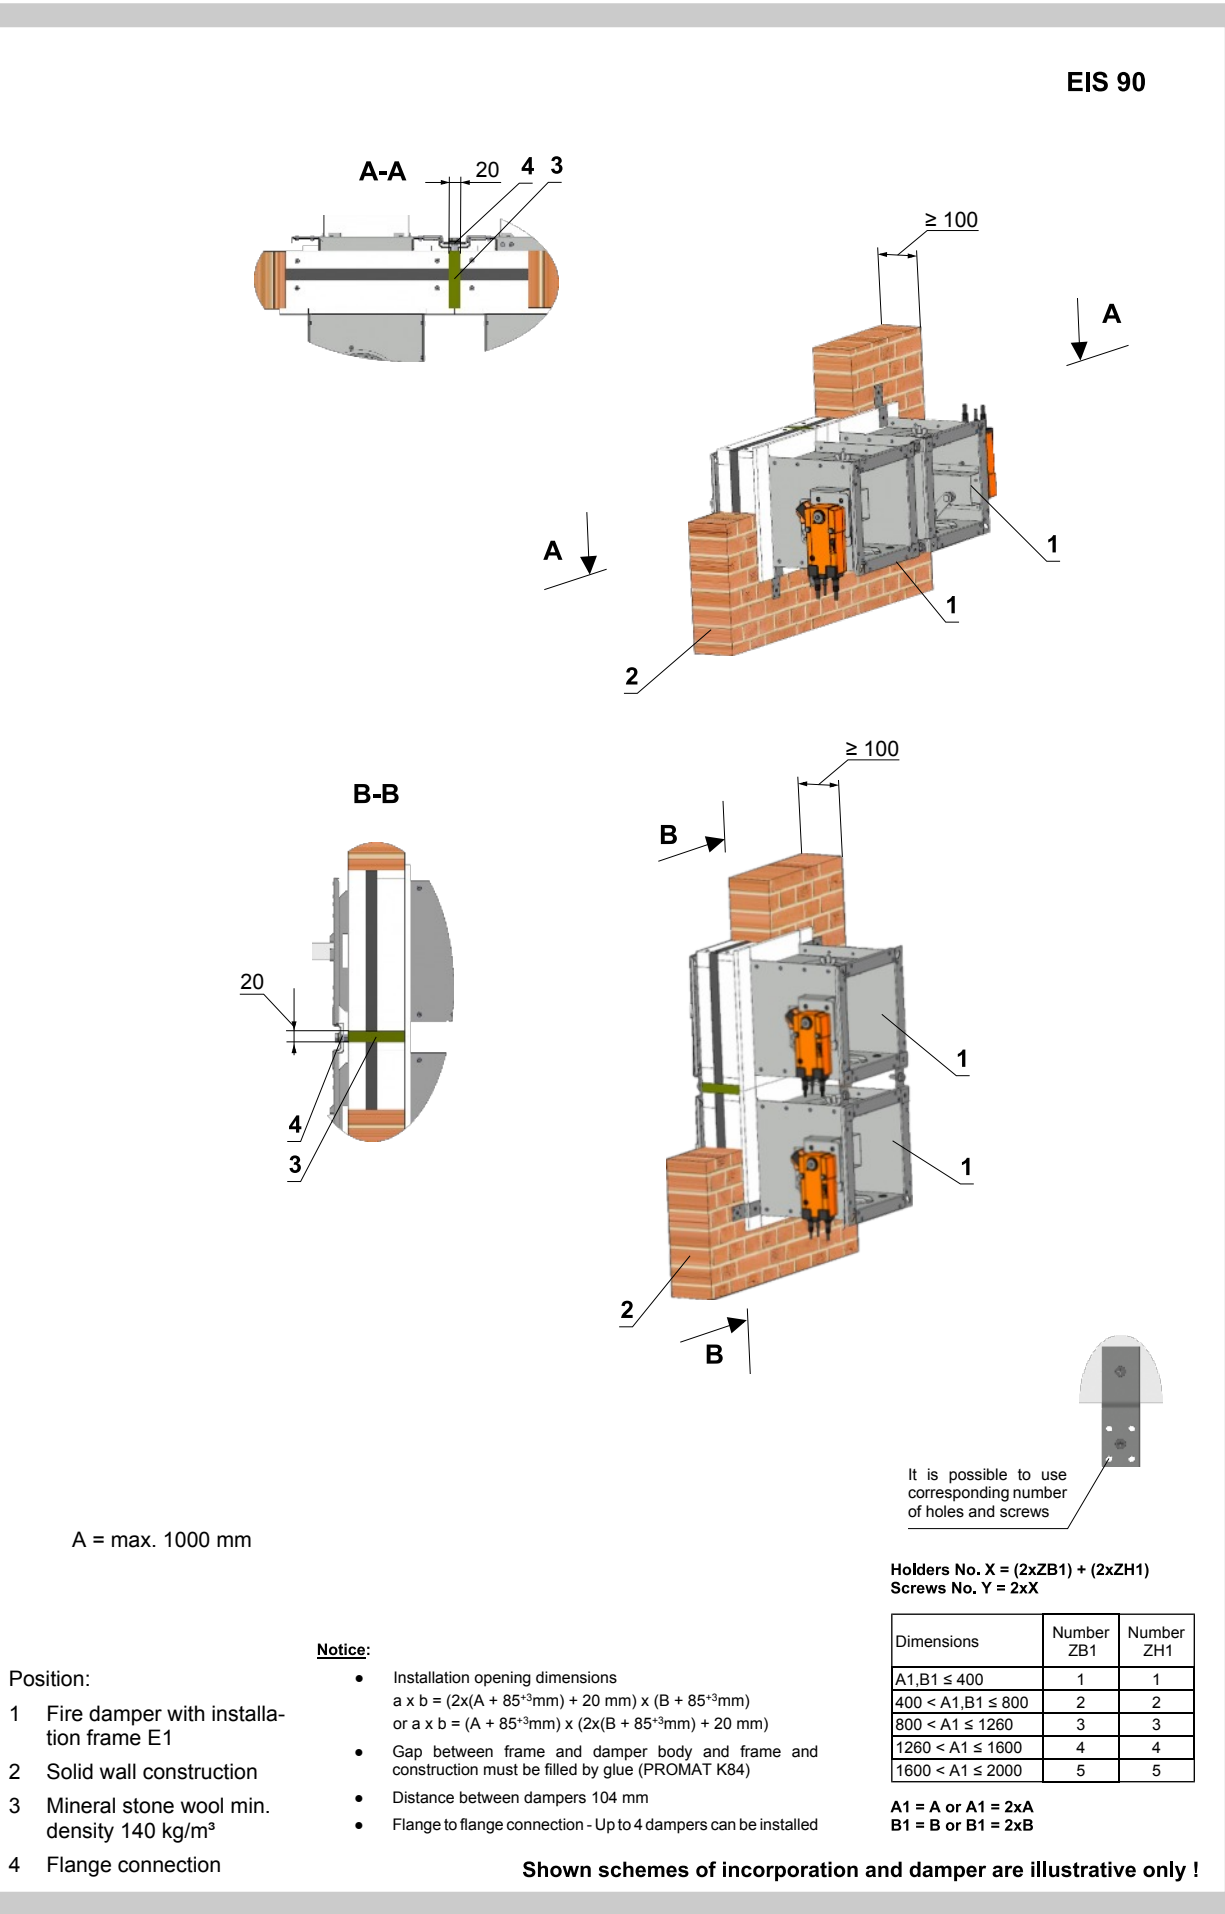 EIS 90
A-A
20
4
3
≥ 100
A
A
1
1
2
≥ 100
B-B
B
20
1
4
3
1
2
B
It is possible to use
corresponding number
of holes and screws
A = max. 1000 mm
Holders No. X = (2xZB1) + (2xZH1)
Screws No. Y = 2xX
Dimensions Number ZB1 Number ZH1
A1,B1 ≤ 400 1 1
400 < A1,B1 ≤ 800 2 2
800 < A1 ≤ 1260 3 3
1260 < A1 ≤ 1600 4 4
1600 < A1 ≤ 2000 5 5
A1 = A or A1 = 2xA
B1 = B or B1 = 2xB
Position:
1 Fire damper with installa-
tion frame E1
2 Solid wall construction
3 Mineral stone wool min.
density 140 kg/m³
4 Flange connection
Notice:
● Installation opening dimensions
a x b = (2x(A + 85⁺³mm) + 20 mm) x (B + 85⁺³mm)
or a x b = (A + 85⁺³mm) x (2x(B + 85⁺³mm) + 20 mm)
● Gap between frame and damper body and frame and
construction must be filled by glue (PROMAT K84)
● Distance between dampers 104 mm
● Flange to flange connection - Up to 4 dampers can be installed
Shown schemes of incorporation and damper are illustrative only !